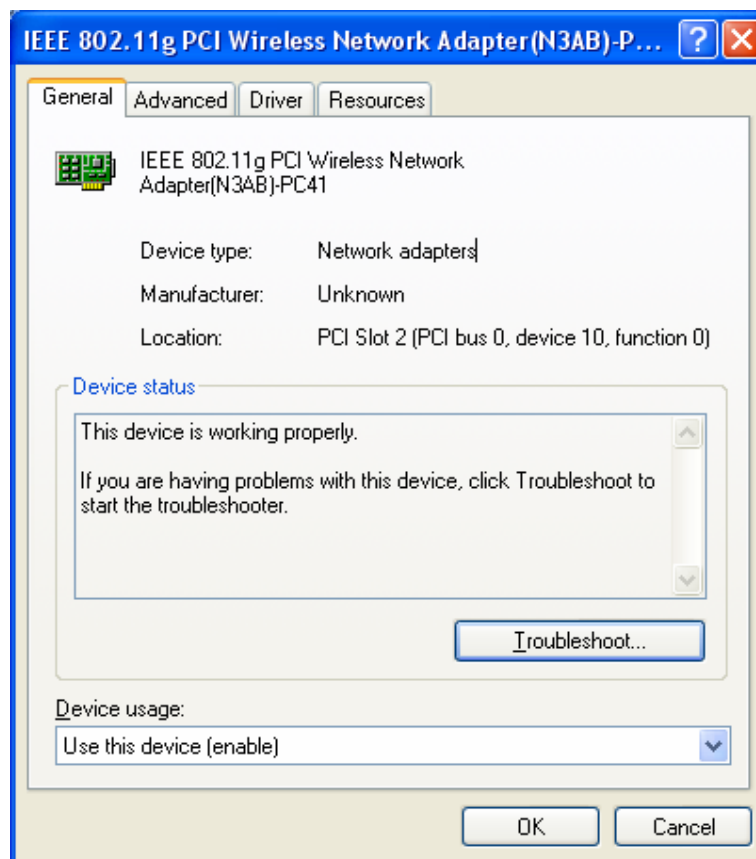 IEEE 802.11g PCI Wireless Network Adapter(N3AB)-P...
General Advanced Driver Resources
IEEE 802.11g PCI Wireless Network
Adapter(N3AB)-PC41
Device type: Network adapters
Manufacturer: Unknown
Location: PCI Slot 2 (PCI bus 0, device 10, function 0)
Device status
This device is working properly.
If you are having problems with this device, click Troubleshoot to
start the troubleshooter.
Troubleshoot...
Device usage:
Use this device (enable)
OK Cancel